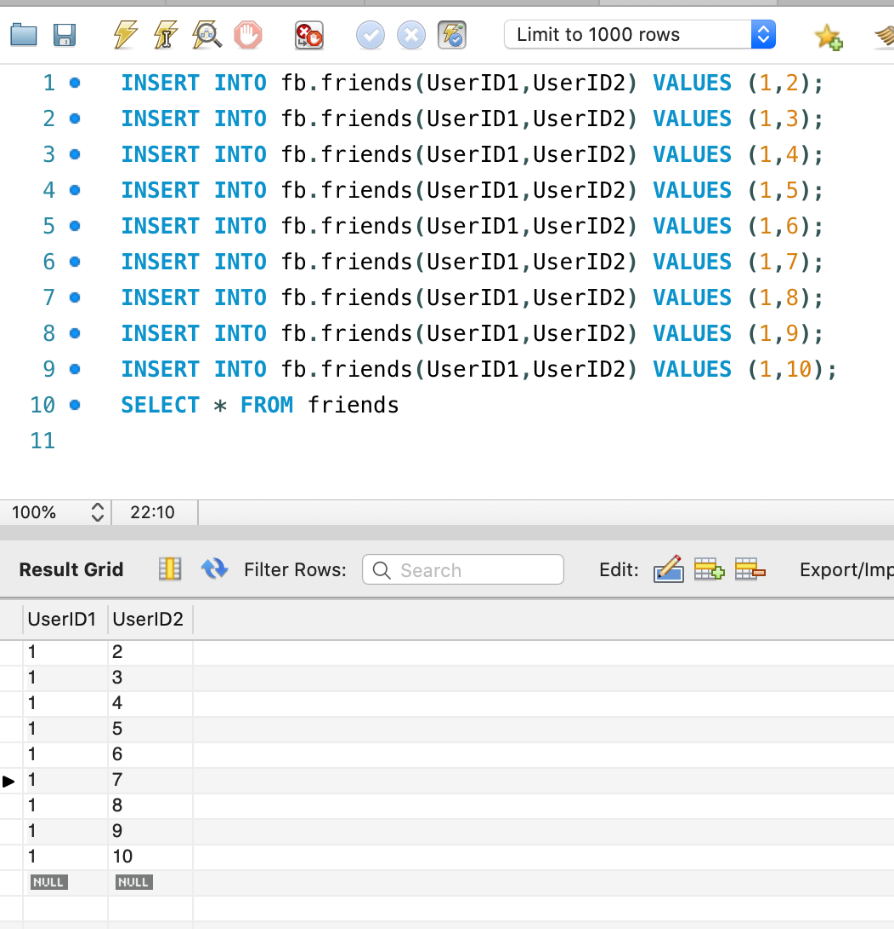 Limit to 1000 rows
1 INSERT INTO fb.friends(UserID1,UserID2) VALUES (1,2);
2 INSERT INTO fb.friends(UserID1,UserID2) VALUES (1,3);
3 INSERT INTO fb.friends(UserID1,UserID2) VALUES (1,4);
4 INSERT INTO fb.friends(UserID1,UserID2) VALUES (1,5);
5 INSERT INTO fb.friends(UserID1,UserID2) VALUES (1,6);
6 INSERT INTO fb.friends(UserID1,UserID2) VALUES (1,7);
7 INSERT INTO fb.friends(UserID1,UserID2) VALUES (1,8);
8 INSERT INTO fb.friends(UserID1,UserID2) VALUES (1,9);
9 INSERT INTO fb.friends(UserID1,UserID2) VALUES (1,10);
10 SELECT * FROM friends
11
100% 22:10
Result Grid Filter Rows: Search Edit: Export/Imp
UserID1 UserID2
1 2
1 3
1 4
1 5
1 6
1 7
1 8
1 9
1 10
NULL NULL